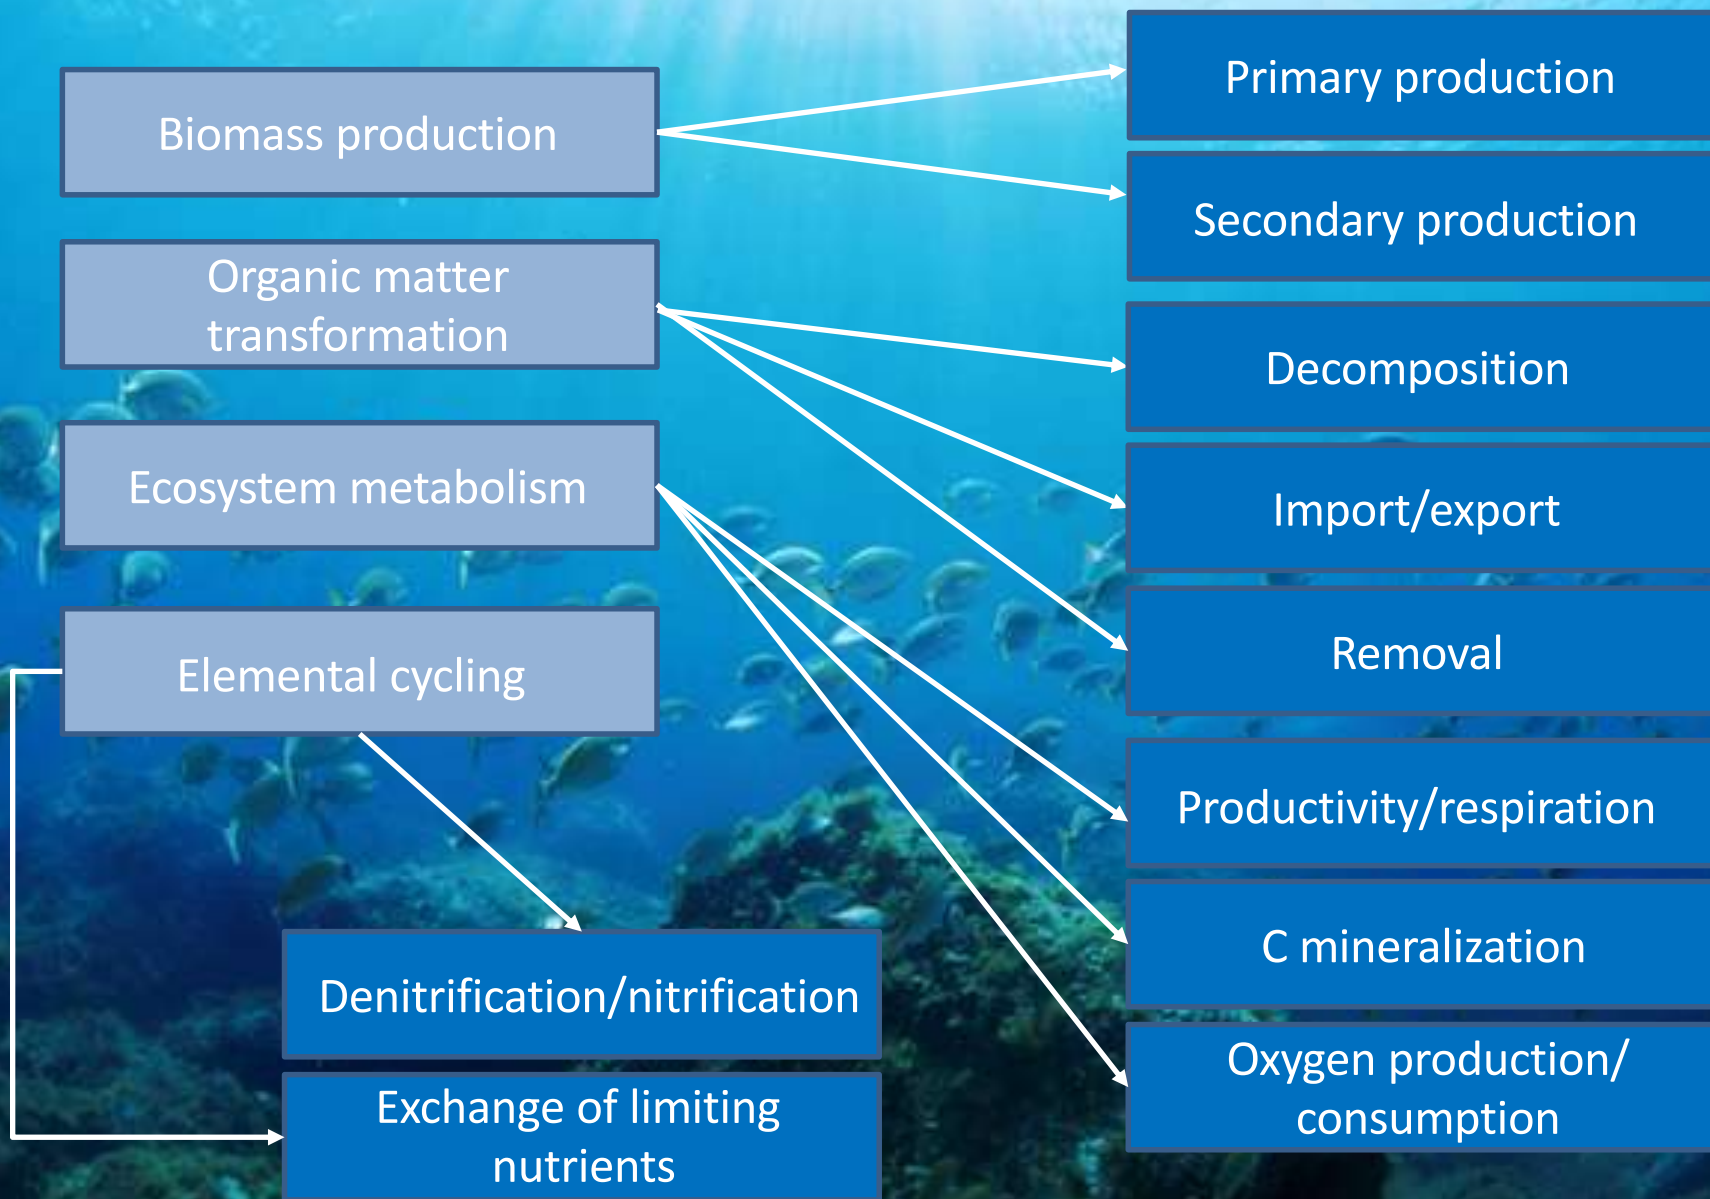 Biomass production
Organic matter
transformation
Ecosystem metabolism
Elemental cycling
Primary production
Secondary production
Decomposition
Import/export
Removal
Productivity/respiration
C mineralization
Oxygen production/
consumption
Denitrification/nitrification
Exchange of limiting
nutrients